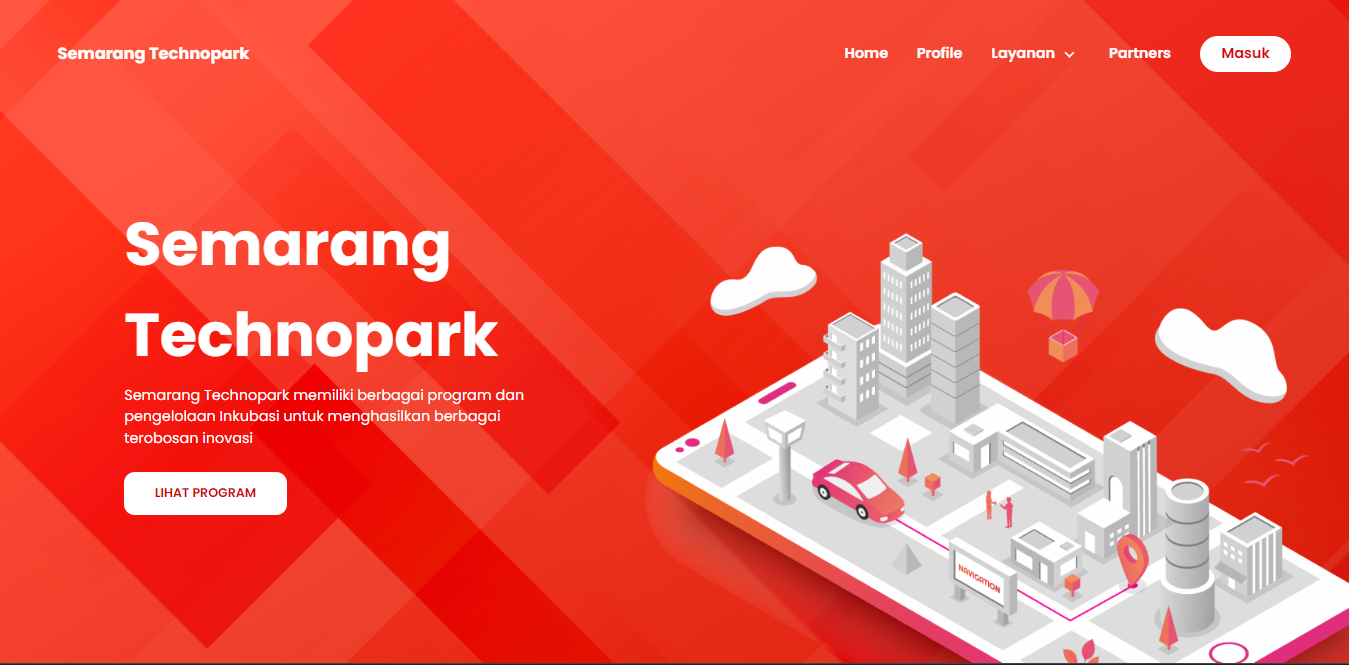 Semarang Technopark
Home Profile Layanan Partners Masuk
Semarang
Technopark
Semarang Technopark memiliki berbagai program dan
pengelolaan Inkubasi untuk menghasilkan berbagai
terobosan inovasi
LIHAT PROGRAM
NAVIGATION